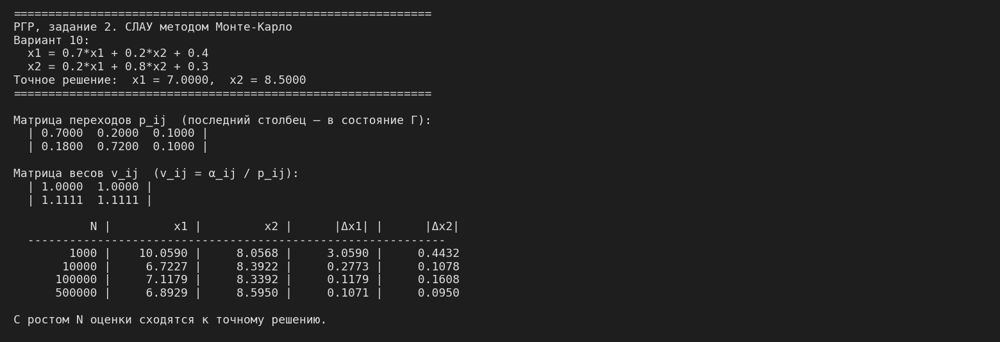 ============================================================
РГР, задание 2. СЛАУ методом Монте-Карло
Вариант 10:
  x1 = 0.7*x1 + 0.2*x2 + 0.4
  x2 = 0.2*x1 + 0.8*x2 + 0.3
Точное решение:  x1 = 7.0000,  x2 = 8.5000
============================================================
Матрица переходов p_ij  (последний столбец — в состояние Г):
  | 0.7000  0.2000  0.1000 |
  | 0.1800  0.7200  0.1000 |
Матрица весов v_ij  (v_ij = α_ij / p_ij):
  | 1.0000  1.0000 |
  | 1.1111  1.1111 |
           N |         x1 |         x2 |      |Δx1| |      |Δx2|
  ------------------------------------------------------------
        1000 |    10.0590 |     8.0568 |     3.0590 |     0.4432
       10000 |     6.7227 |     8.3922 |     0.2773 |     0.1078
      100000 |     7.1179 |     8.3392 |     0.1179 |     0.1608
      500000 |     6.8929 |     8.5950 |     0.1071 |     0.0950
С ростом N оценки сходятся к точному решению.